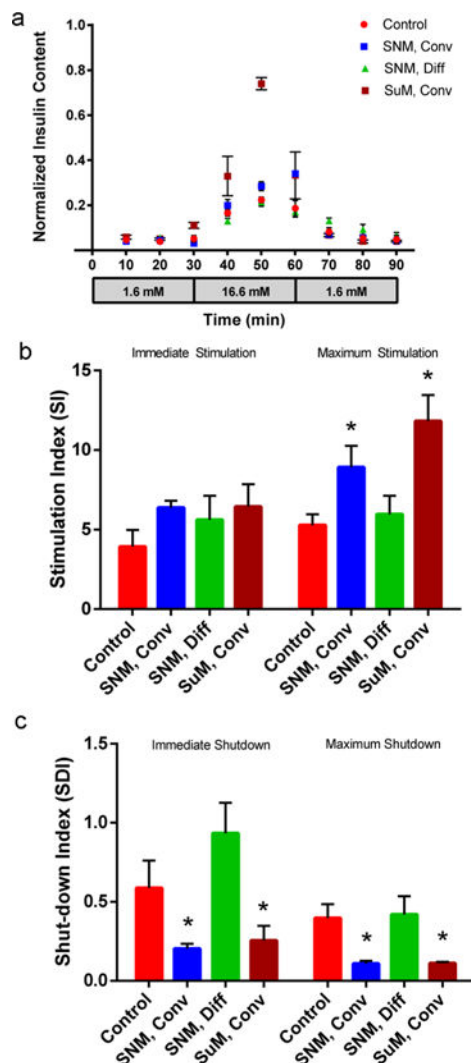 a
Control
SNM, Conv
SNM, Diff
SuM, Conv
Normalized Insulin Content
1.0
0.8
0.6
0.4
0.2
0 10 20 30 40 50 60 70 80 90
1.6 mM 16.6 mM 1.6 mM
Time (min)
b
Immediate Stimulation Maximum Stimulation
Stimulation Index (SI)
15
10
5
0
* *
Control SNM, Conv SNM, Diff SuM, Conv Control SNM, Conv SNM, Diff SuM, Conv
c
Immediate Shutdown Maximum Shutdown
Shut-down Index (SDI)
1.5
1.0
0.5
0.0
* * * *
Control SNM, Conv SNM, Diff SuM, Conv Control SNM, Conv SNM, Diff SuM, Conv